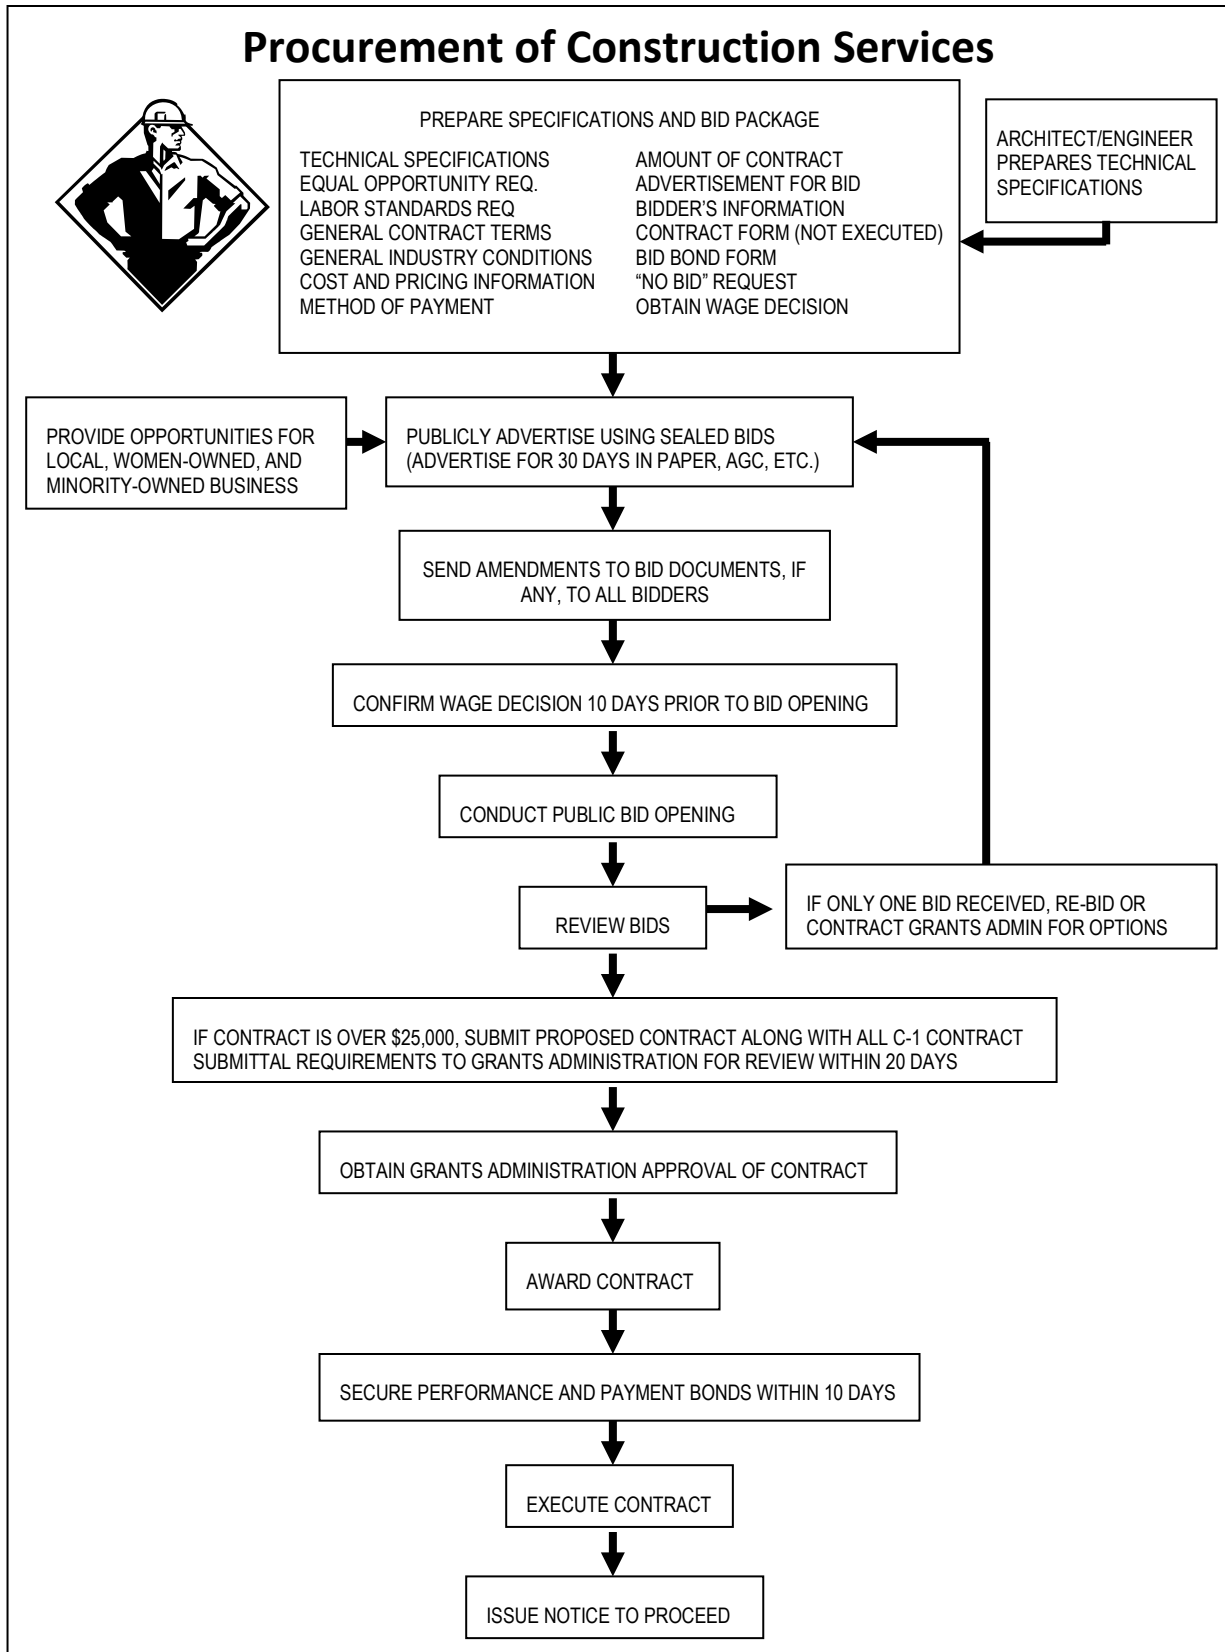 Procurement of Construction Services
PREPARE SPECIFICATIONS AND BID PACKAGE
TECHNICAL SPECIFICATIONS
EQUAL OPPORTUNITY REQ.
LABOR STANDARDS REQ
GENERAL CONTRACT TERMS
GENERAL INDUSTRY CONDITIONS
COST AND PRICING INFORMATION
METHOD OF PAYMENT
AMOUNT OF CONTRACT
ADVERTISEMENT FOR BID
BIDDER’S INFORMATION
CONTRACT FORM (NOT EXECUTED)
BID BOND FORM
“NO BID” REQUEST
OBTAIN WAGE DECISION
ARCHITECT/ENGINEER
PREPARES TECHNICAL
SPECIFICATIONS
PROVIDE OPPORTUNITIES FOR
LOCAL, WOMEN-OWNED, AND
MINORITY-OWNED BUSINESS
PUBLICLY ADVERTISE USING SEALED BIDS
(ADVERTISE FOR 30 DAYS IN PAPER, AGC, ETC.)
SEND AMENDMENTS TO BID DOCUMENTS, IF
ANY, TO ALL BIDDERS
CONFIRM WAGE DECISION 10 DAYS PRIOR TO BID OPENING
CONDUCT PUBLIC BID OPENING
REVIEW BIDS
IF ONLY ONE BID RECEIVED, RE-BID OR
CONTRACT GRANTS ADMIN FOR OPTIONS
IF CONTRACT IS OVER $25,000, SUBMIT PROPOSED CONTRACT ALONG WITH ALL C-1 CONTRACT
SUBMITTAL REQUIREMENTS TO GRANTS ADMINISTRATION FOR REVIEW WITHIN 20 DAYS
OBTAIN GRANTS ADMINISTRATION APPROVAL OF CONTRACT
AWARD CONTRACT
SECURE PERFORMANCE AND PAYMENT BONDS WITHIN 10 DAYS
EXECUTE CONTRACT
ISSUE NOTICE TO PROCEED